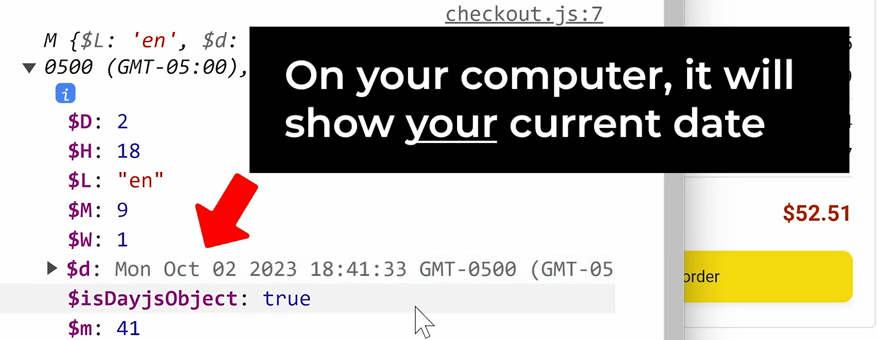 checkout.js:7
M {$L: 'en', $d:
0500 (GMT-05:00),
On your computer, it will
show your current date
i
$D: 2
$H: 18
$L: "en"
$M: 9
$W: 1
$d: Mon Oct 02 2023 18:41:33 GMT-0500 (GMT-05
$isDayjsObject: true
$m: 41
$52.51
order